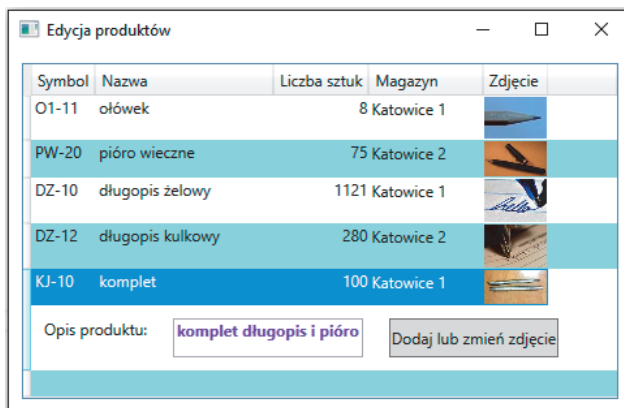 Edycja produktów
Symbol Nazwa Liczba sztuk Magazyn Zdjęcie
O1-11 ołówek 8 Katowice 1
PW-20 pióro wieczne 75 Katowice 2
DZ-10 długopis żelowy 1121 Katowice 1
DZ-12 długopis kulkowy 280 Katowice 2
KJ-10 komplet 100 Katowice 1
Opis produktu: komplet długopis i pióro Dodaj lub zmień zdjęcie